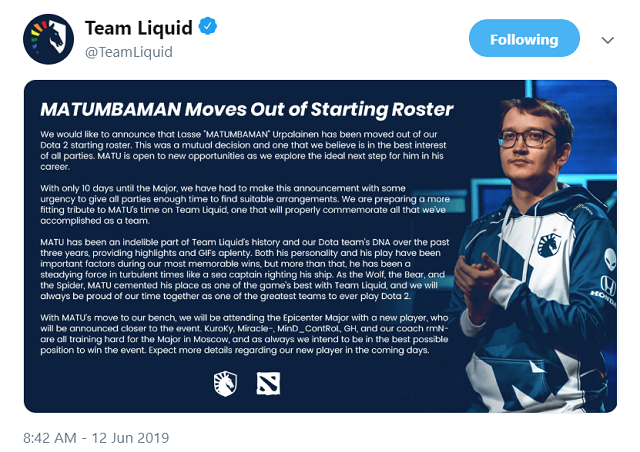 Team Liquid
@TeamLiquid
Following
MATUMBAMAN Moves Out of Starting Roster
We would like to announce that Lasse "MATUMBAMAN" Urpalainen has been moved out of our
Dota 2 starting roster. This was a mutual decision and one that we believe is in the best interest
of all parties. MATU is open to new opportunities as we explore the ideal next step for him in his
career.
With only 10 days until the Major, we have had to make this announcement with some
urgency to give all parties enough time to find suitable arrangements. We are preparing a more
fitting tribute to MATU's time on Team Liquid, one that will properly commemorate all that we've
accomplished as a team.
MATU has been an indelible part of Team Liquid's history and our Dota team's DNA over the past
three years, providing highlights and GIFs aplenty. Both his personality and his play have been
important factors during our most memorable wins, but more than that, he has been a
steadying force in turbulent times like a sea captain righting his ship. As the Wolf, the Bear, and
the Spider, MATU cemented his place as one of the game's best with Team Liquid, and we will
always be proud of our time together as one of the greatest teams to ever play Dota 2.
With MATU's move to our bench, we will be attending the Epicenter Major with a new player, who
will be announced closer to the event. KuroKy, Miracle-, MinD_ContRoL, GH, and our coach rmN-
are all training hard for the Major in Moscow, and as always we intend to be in the best possible
position to win the event. Expect more details regarding our new player in the coming days.
HONDA
8:42 AM - 12 Jun 2019